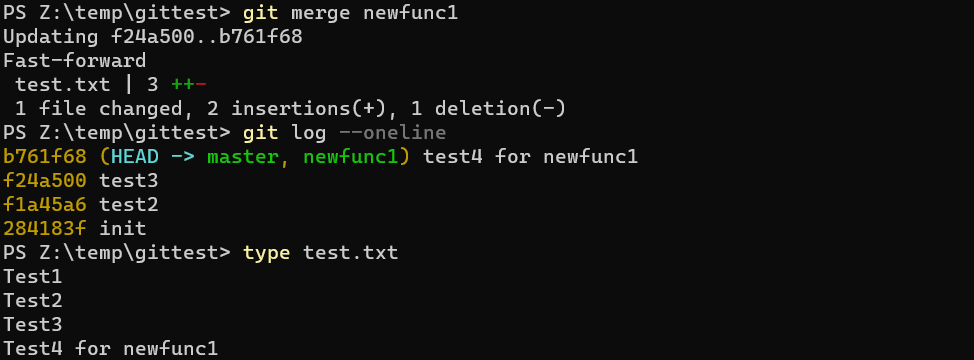 PS Z:\temp\gittest> git merge newfunc1
Updating f24a500..b761f68
Fast-forward
 test.txt | 3 ++-
 1 file changed, 2 insertions(+), 1 deletion(-)
PS Z:\temp\gittest> git log --oneline
b761f68 (HEAD -> master, newfunc1) test4 for newfunc1
f24a500 test3
f1a45a6 test2
284183f init
PS Z:\temp\gittest> type test.txt
Test1
Test2
Test3
Test4 for newfunc1